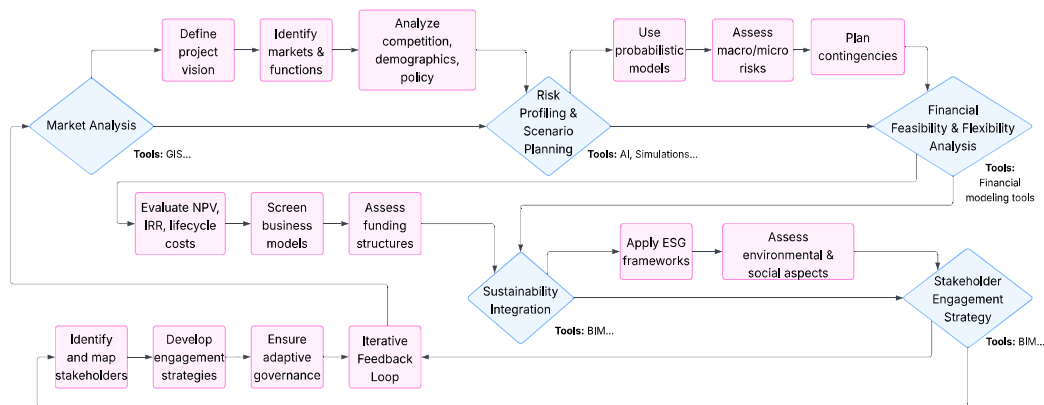 Define
project
vision
Identify
markets &
functions
Analyze
competition,
demographics,
policy
Use
probabilistic
models
Assess
macro/micro
risks
Plan
contingencies
Market Analysis
Tools: GIS...
Risk
Profiling &
Scenario
Planning
Tools: AI, Simulations...
Financial
Feasibility & Flexibility
Analysis
Tools:
Financial
modeling tools
Evaluate NPV,
IRR, lifecycle
costs
Screen
business
models
Assess
funding
structures
Sustainability
Integration
Tools: BIM...
Apply ESG
frameworks
Assess
environmental &
social aspects
Stakeholder
Engagement
Strategy
Tools: BIM...
Identify
and map
stakeholders
Develop
engagement
strategies
Ensure
adaptive
governance
Iterative
Feedback
Loop